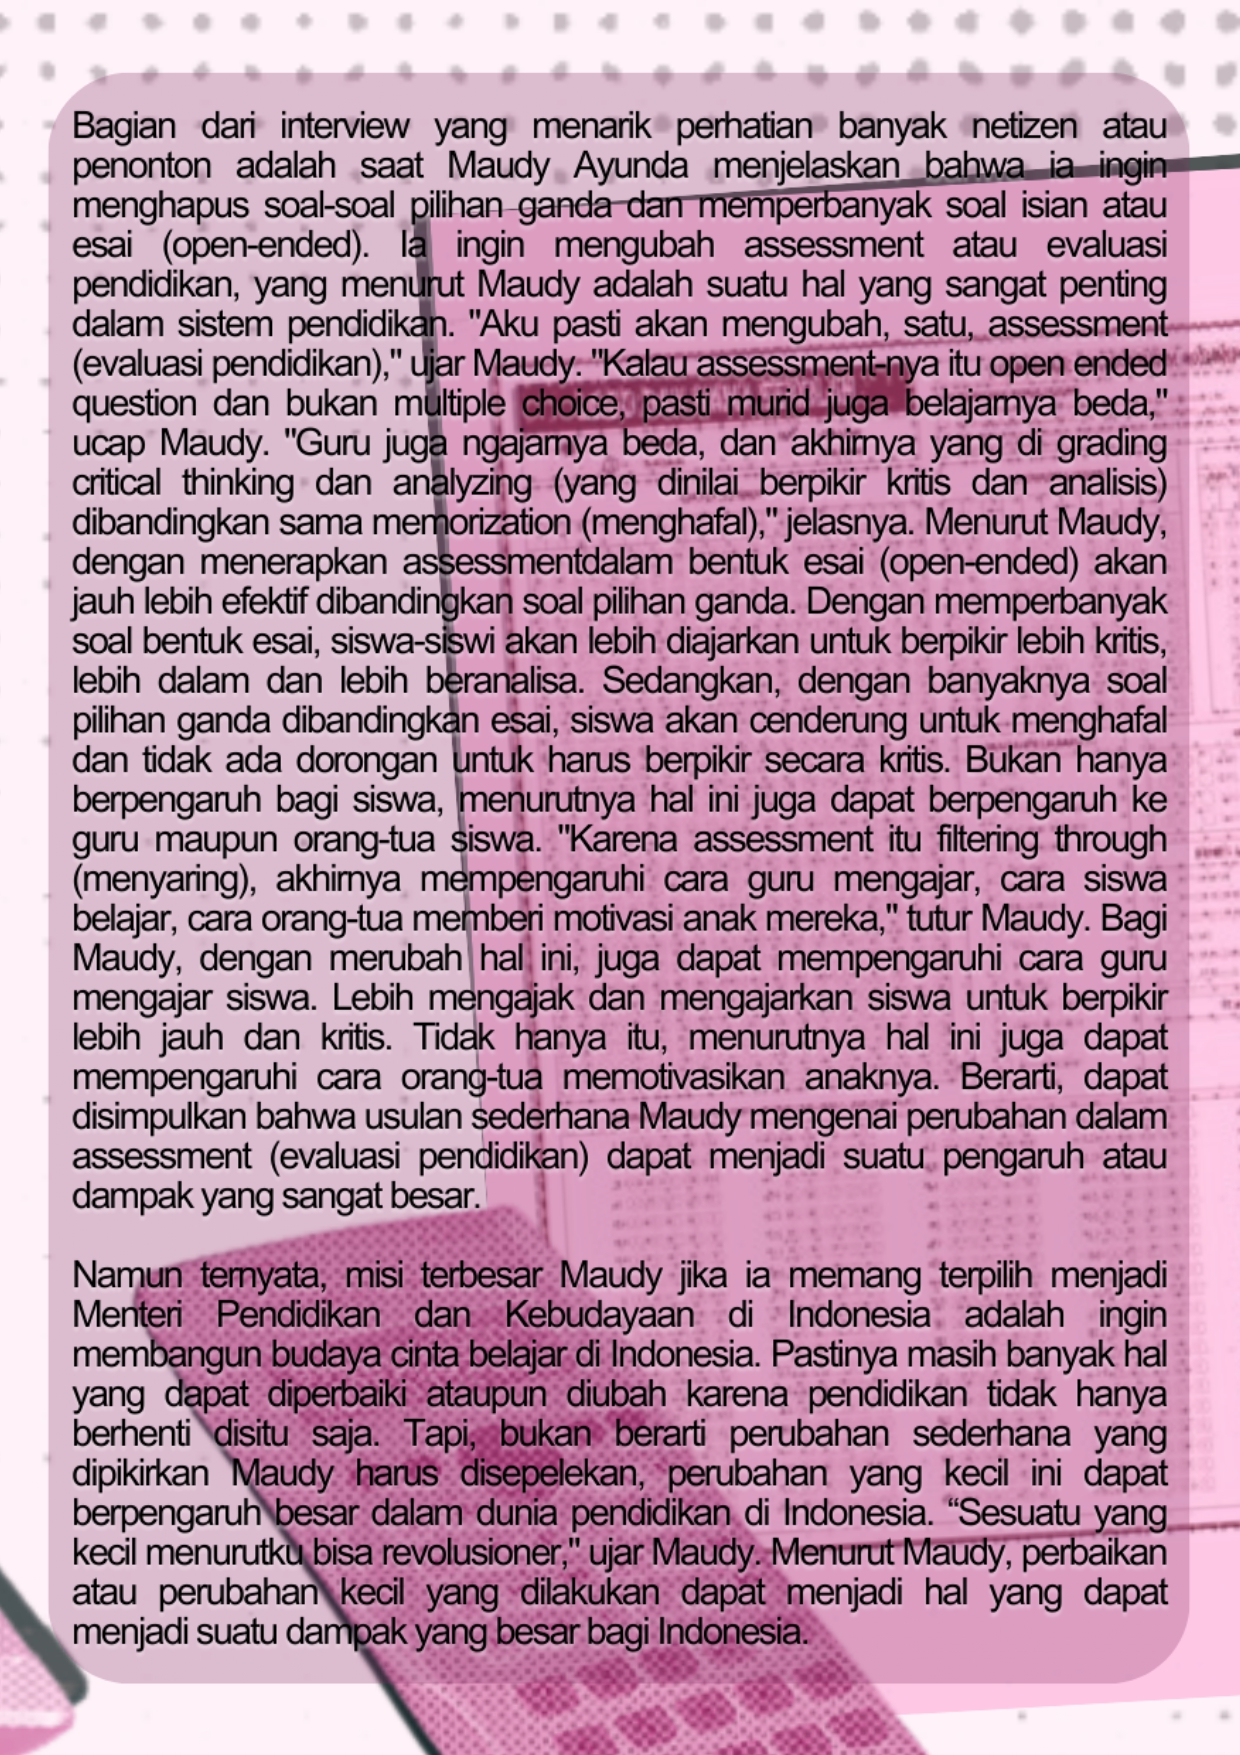 Bagian dari interview yang menarik perhatian banyak netizen atau
penonton adalah saat Maudy Ayunda menjelaskan bahwa ia ingin
menghapus soal-soal pilihan ganda dan memperbanyak soal isian atau
esai (open-ended). Ia ingin mengubah assessment atau evaluasi
pendidikan, yang menurut Maudy adalah suatu hal yang sangat penting
dalam sistem pendidikan. "Aku pasti akan mengubah, satu, assessment
(evaluasi pendidikan)," ujar Maudy. "Kalau assessment-nya itu open ended
question dan bukan multiple choice, pasti murid juga belajarnya beda,"
ucap Maudy. "Guru juga ngajarnya beda, dan akhirnya yang di grading
critical thinking dan analyzing (yang dinilai berpikir kritis dan analisis)
dibandingkan sama memorization (menghafal)," jelasnya. Menurut Maudy,
dengan menerapkan assessmentdalam bentuk esai (open-ended) akan
jauh lebih efektif dibandingkan soal pilihan ganda. Dengan memperbanyak
soal bentuk esai, siswa-siswi akan lebih diajarkan untuk berpikir lebih kritis,
lebih dalam dan lebih beranalisa. Sedangkan, dengan banyaknya soal
pilihan ganda dibandingkan esai, siswa akan cenderung untuk menghafal
dan tidak ada dorongan untuk harus berpikir secara kritis. Bukan hanya
berpengaruh bagi siswa, menurutnya hal ini juga dapat berpengaruh ke
guru maupun orang-tua siswa. "Karena assessment itu filtering through
(menyaring), akhirnya mempengaruhi cara guru mengajar, cara siswa
belajar, cara orang-tua memberi motivasi anak mereka," tutur Maudy. Bagi
Maudy, dengan merubah hal ini, juga dapat mempengaruhi cara guru
mengajar siswa. Lebih mengajak dan mengajarkan siswa untuk berpikir
lebih jauh dan kritis. Tidak hanya itu, menurutnya hal ini juga dapat
mempengaruhi cara orang-tua memotivasikan anaknya. Berarti, dapat
disimpulkan bahwa usulan sederhana Maudy mengenai perubahan dalam
assessment (evaluasi pendidikan) dapat menjadi suatu pengaruh atau
dampak yang sangat besar.
Namun ternyata, misi terbesar Maudy jika ia memang terpilih menjadi
Menteri Pendidikan dan Kebudayaan di Indonesia adalah ingin
membangun budaya cinta belajar di Indonesia. Pastinya masih banyak hal
yang dapat diperbaiki ataupun diubah karena pendidikan tidak hanya
berhenti disitu saja. Tapi, bukan berarti perubahan sederhana yang
dipikirkan Maudy harus disepelekan, perubahan yang kecil ini dapat
berpengaruh besar dalam dunia pendidikan di Indonesia. “Sesuatu yang
kecil menurutku bisa revolusioner," ujar Maudy. Menurut Maudy, perbaikan
atau perubahan kecil yang dilakukan dapat menjadi hal yang dapat
menjadi suatu dampak yang besar bagi Indonesia.